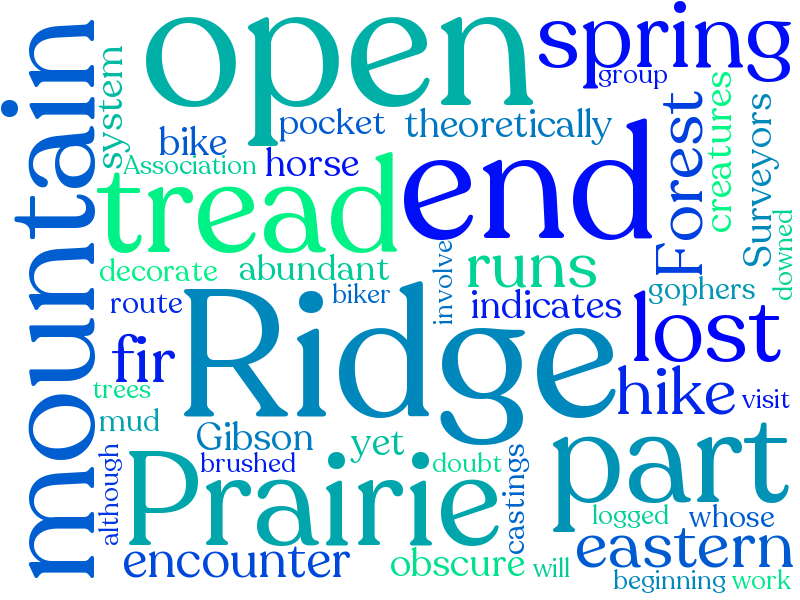 open
spring
group
mountain
system
bike
pocket
theoretically
Association
horse
Forest
creatures
Surveyors
tread
end
downed
decorate
abundant
involve
runs
gophers
route
biker
indicates
Ridge
lost
fir
trees
hike
visit
mud
Gibson
yet
part
although
brushed
doubt
castings
Prairie
logged
whose
encounter
obscure
will
eastern
beginning
work